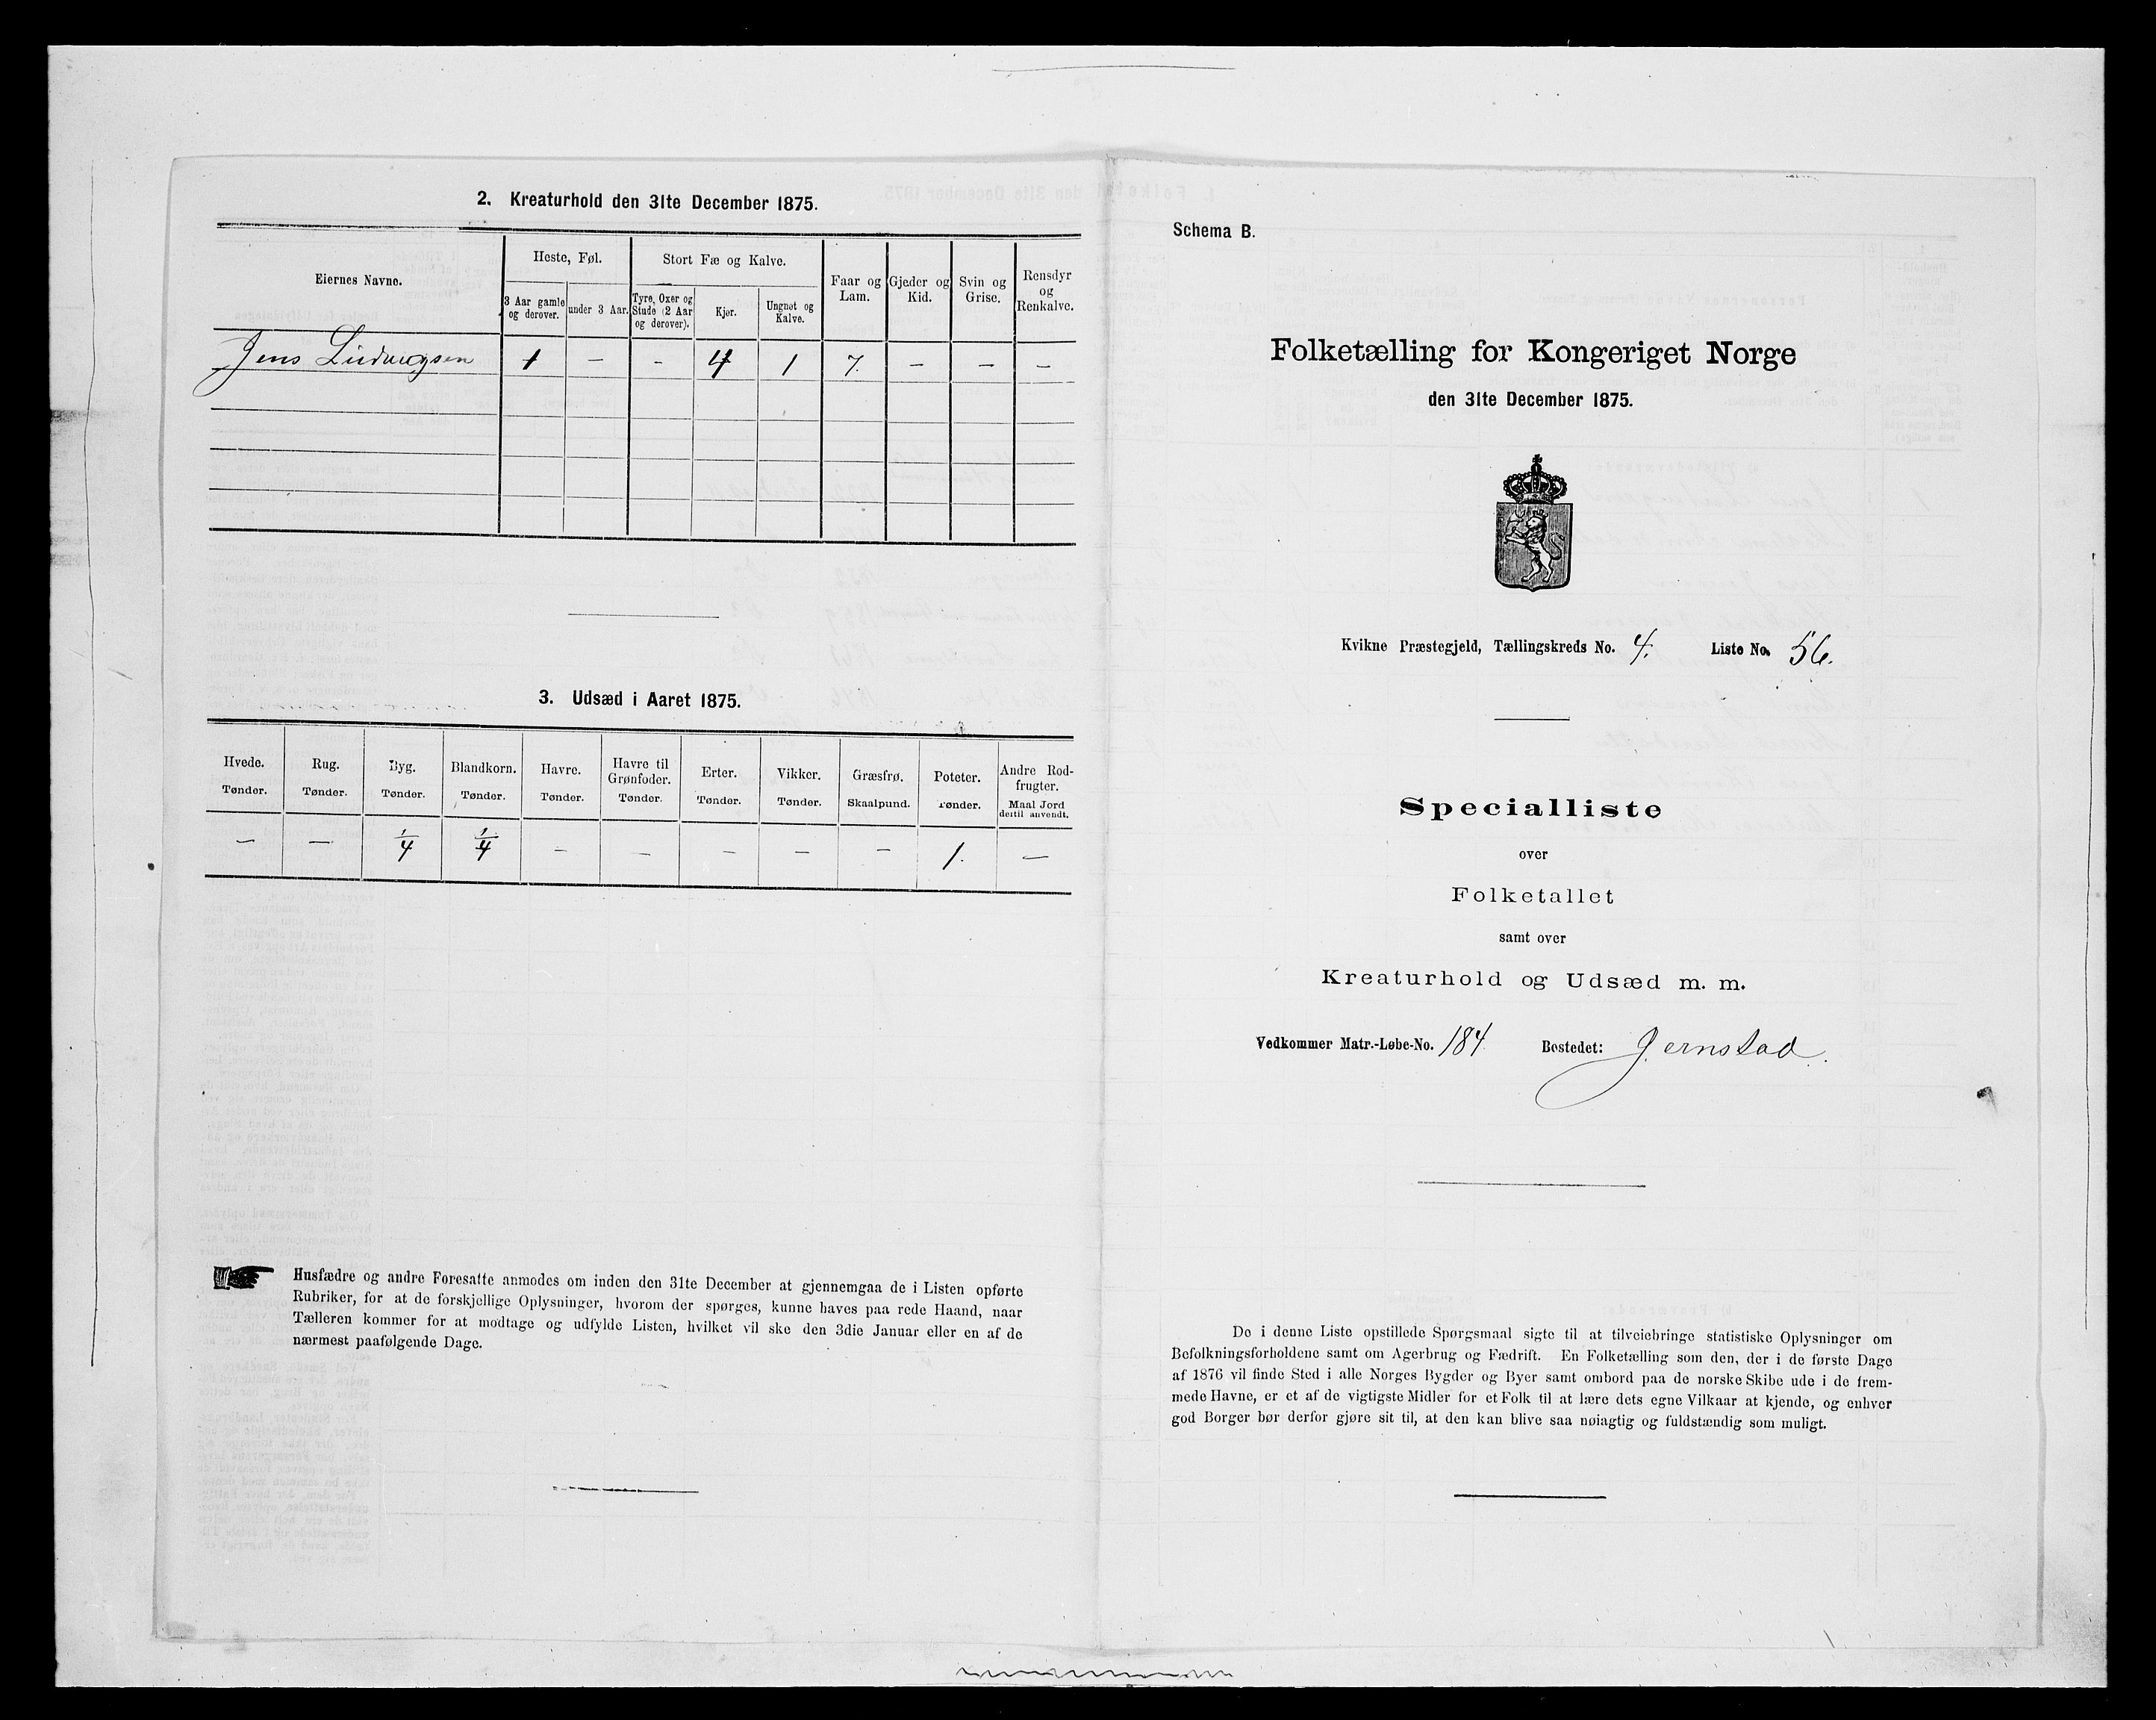 2. Kreaturhold den 31te December 1875.
Eiernes Navne.
Heste, Føl.
Stort Fæ og Kalve.
Faar og Lam.
Gjeder og Kid.
Svin og Grise.
Rensdyr og Renkalve.
3 Aar gamle og derover.
under 3 Aar.
Tyre, Oxer og Stude (2 Aar og derover).
Kjør.
Ungnøt og Kalve.
Jens 1 — — 4 1 7. — — —
3. Udsæd i Aaret 1875.
Hvede. Rug. Byg. Blandkorn. Havre. Havre til Grønfoder. Erter. Vikker. Græsfrø. Poteter. Andre Rodfrugter.
Tønder. Tønder. Tønder. Tønder. Tønder. Tønder. Tønder. Tønder. Skaalpund. Tønder. Maal Jord dertil anvendt.
— — 1/4 1/4 — — — — — 1. —
Husfædre og andre Foresatte anmodes om inden den 31te December at gjennemgaa de i Listen opførte
Rubriker, for at de forskjellige Oplysninger, hvorom der spørges, kunne haves paa rede Haand, naar
Tælleren kommer for at modtage og udfylde Listen, hvilket vil ske den 3die Januar eller en af de
nærmest paafølgende Dage.
Schema B.
Folketælling for Kongeriget Norge
den 31te December 1875.
Kvikne Præstegjeld, Tællingskreds No. 4. Liste No. 56.
Specialliste
over
Folketallet
samt over
Kreaturhold og Udsæd m. m.
Vedkommer Matr.-Løbe-No. 184 Bostedet: Jernstad.
De i denne Liste opstillede Spørgsmaal sigte til at tilveiebringe statistiske Oplysninger om
Befolkningsforholdene samt om Agerbrug og Fædrift. En Folketælling som den, der i de første Dage
af 1876 vil finde Sted i alle Norges Bygder og Byer samt ombord paa de norske Skibe ude i de frem-
mede Havne, er et af de vigtigste Midler for et Folk til at lære dets egne Vilkaar at kjende, og enhver
god Borger bør derfor gjøre sit til, at den kan blive saa nøiagtig og fuldstændig som muligt.